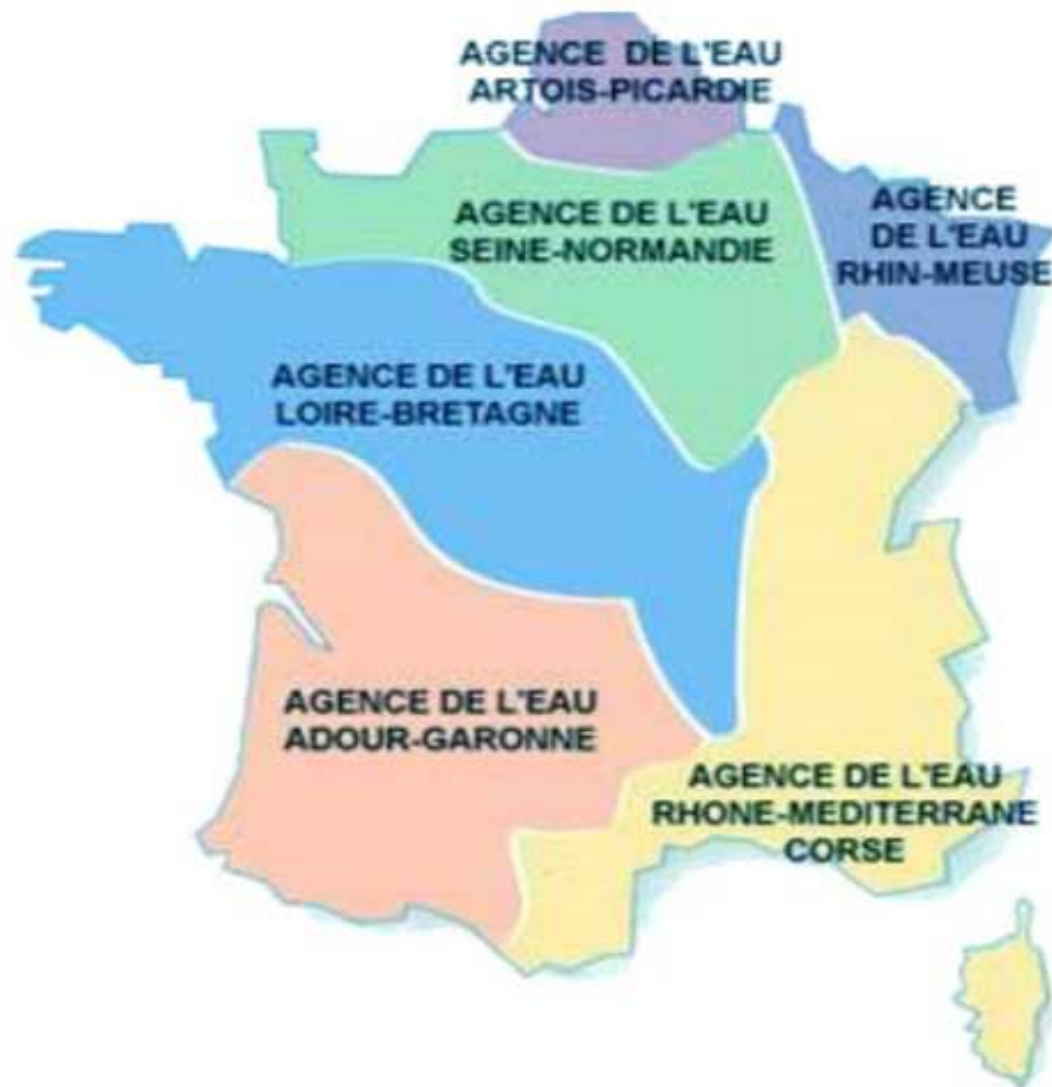 AGENCE DE L'EAU
ARTOIS-PICARDIE
AGENCE
DE L'EAU
RHIN-MEUSE
AGENCE DE L'EAU
SEINE-NORMANDIE
AGENCE DE L'EAU
LOIRE-BRETAGNE
AGENCE DE L'EAU
ADOUR-GARONNE
AGENCE DE L'EAU
RHONE-MEDITERRANE
CORSE